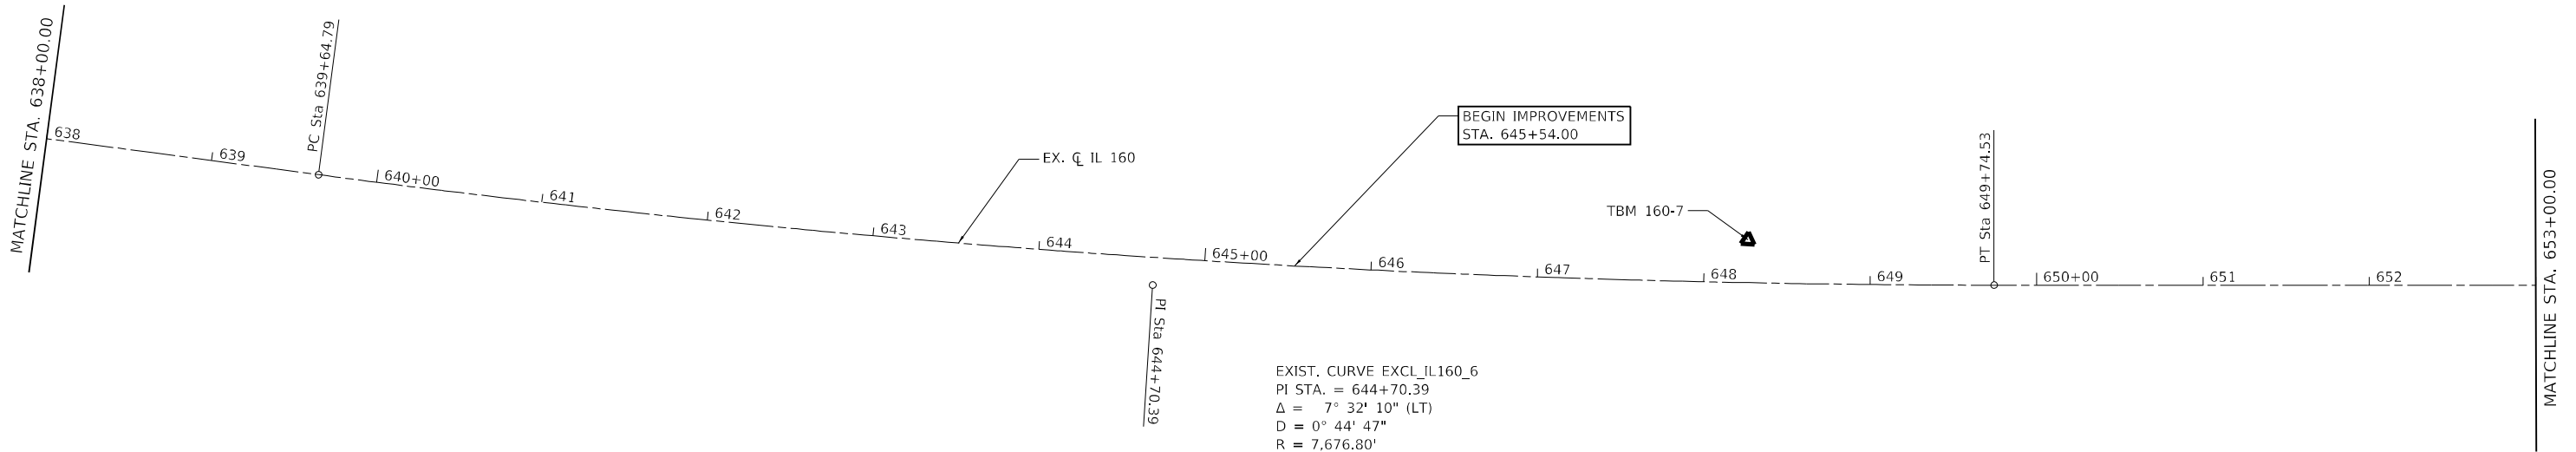 MATCHLINE STA. 638+00.00
638
639
PC Sta 639+64.79
640+00
641
642
643
EX. ℄ IL 160
644
645+00
BEGIN IMPROVEMENTS
STA. 645+54.00
646
647
TBM 160-7
648
649
PT Sta 649+74.53
650+00
651
652
MATCHLINE STA. 653+00.00
PI Sta 644+70.39
EXIST. CURVE EXCL_IL160_6
PI STA. = 644+70.39
Δ = 7° 32' 10" (LT)
D = 0° 44' 47"
R = 7,676.80'